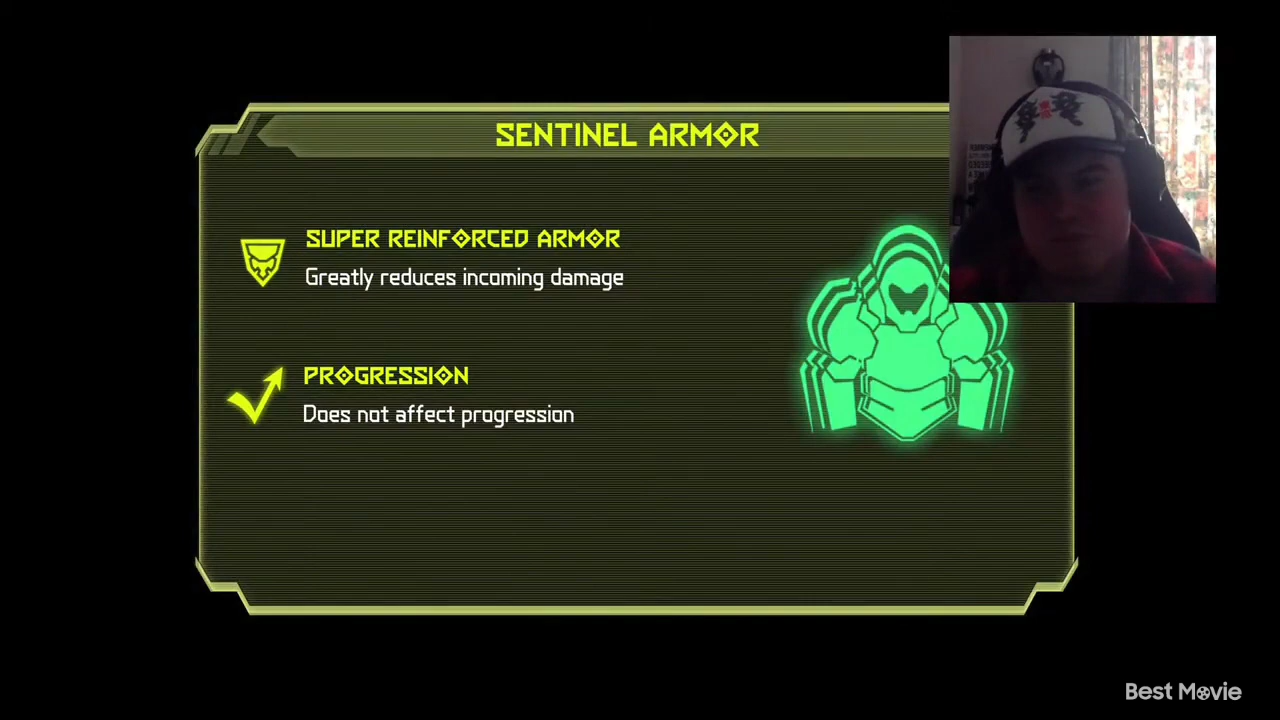 SENTINEL ARMOR
SUPER REINFORCED ARMOR
Greatly reduces incoming damage
PROGRESSION
Does not affect progression
Best Movie